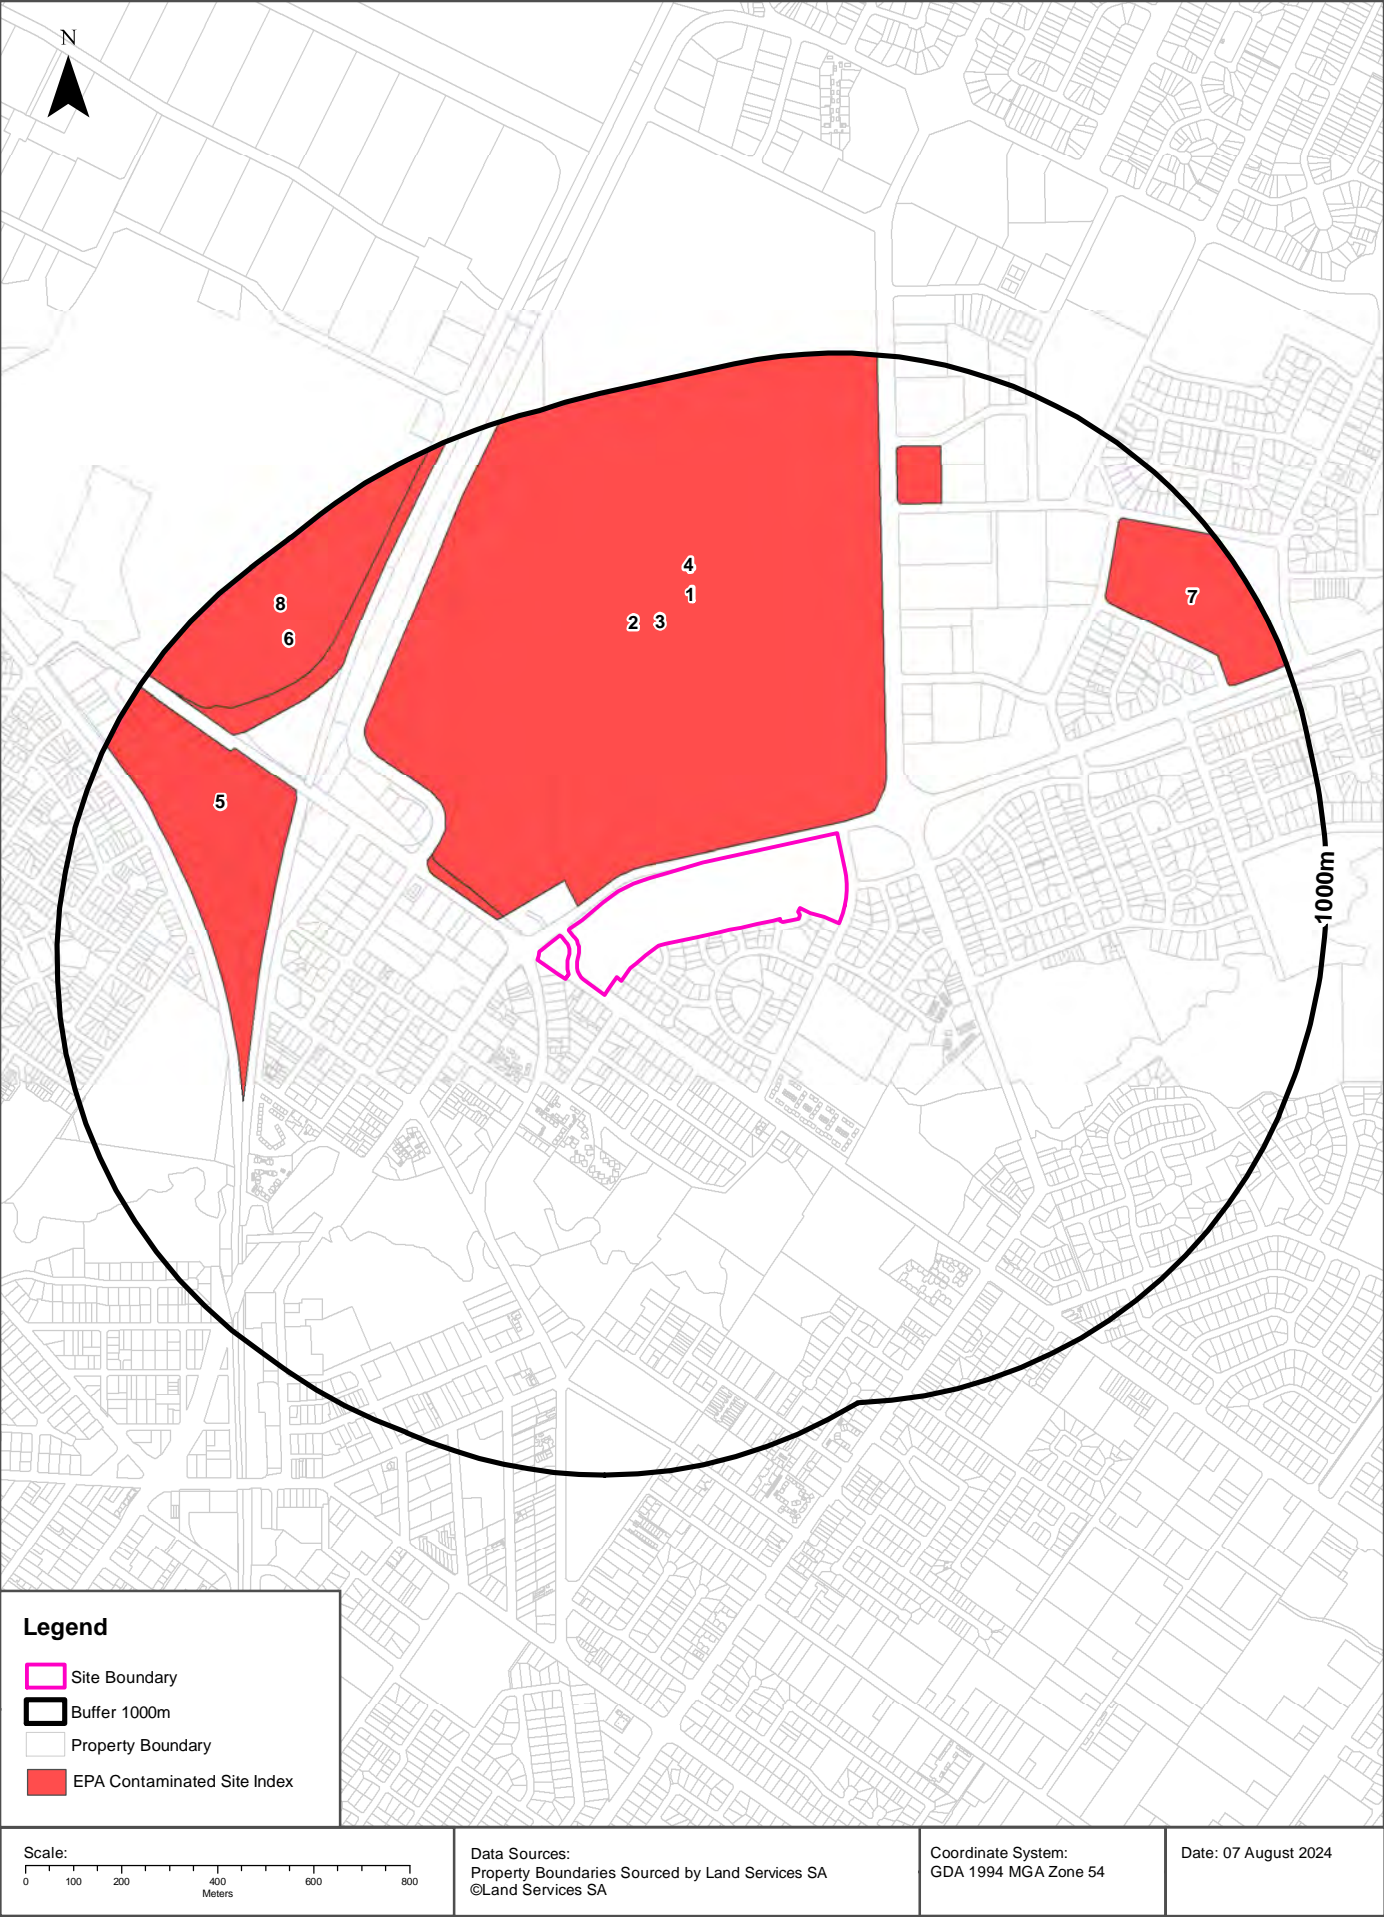 N
4
1
2 3
8
6
7
5
1000m
Legend
Site Boundary
Buffer 1000m
Property Boundary
EPA Contaminated Site Index
Scale:
0 100 200 400 600 800
Meters
Data Sources:
Property Boundaries Sourced by Land Services SA
©Land Services SA
Coordinate System:
GDA 1994 MGA Zone 54
Date: 07 August 2024